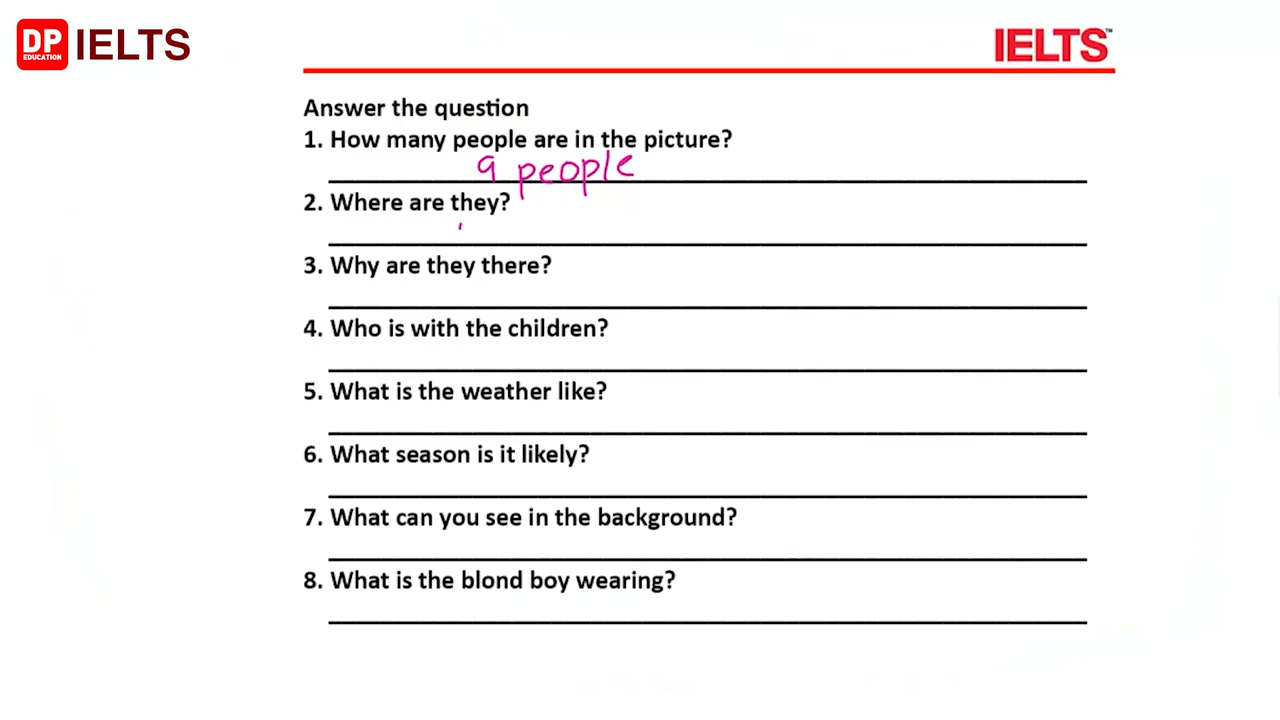 DP IELTS
EDUCATION
IELTS™
Answer the question
1. How many people are in the picture?
9 people
2. Where are they?
3. Why are they there?
4. Who is with the children?
5. What is the weather like?
6. What season is it likely?
7. What can you see in the background?
8. What is the blond boy wearing?